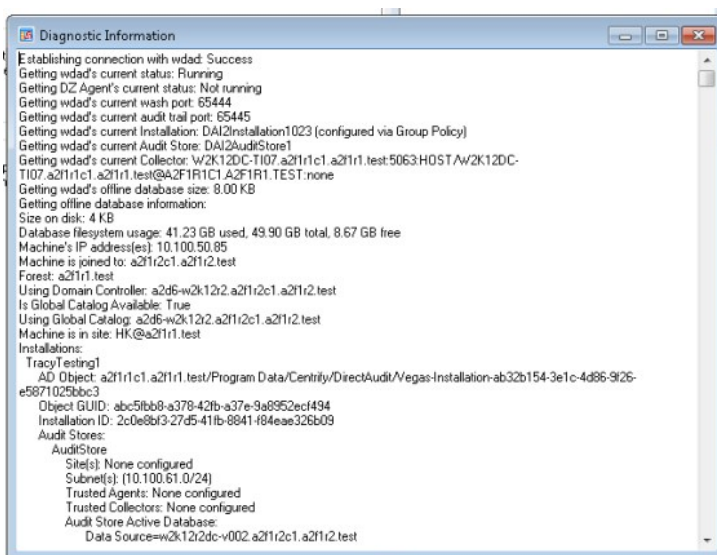 Diagnostic Information
Establishing connection with wdad: Success
Getting wdad's current status: Running
Getting DZ Agent's current status: Not running
Getting wdad's current wash port: 65444
Getting wdad's current audit trail port: 65445
Getting wdad's current Installation: DAI2Installation1023 (configured via Group Policy)
Getting wdad's current Audit Store: DAI2AuditStore1
Getting wdad's current Collector: W2K12DC-TI07.a2f1r1c1.a2f1r1.test:5063:HOST/W2K12DC-
TI07.a2f1r1c1.a2f1r1.test@A2F1R1C1.A2F1R1.TEST:none
Getting wdad's offline database size: 8.00 KB
Getting offline database information:
Size on disk: 4 KB
Database filesystem usage: 41.23 GB used, 49.90 GB total, 8.67 GB free
Machine's IP address(es): 10.100.50.85
Machine is joined to: a2f1r2c1.a2f1r2.test
Forest: a2f1r1.test
Using Domain Controller: a2d6-w2k12r2.a2f1r2c1.a2f1r2.test
Is Global Catalog Available: True
Using Global Catalog: a2d6-w2k12r2.a2f1r2c1.a2f1r2.test
Machine is in site: HK@a2f1r1.test
Installations:
TracyTesting1
AD Object: a2f1r1c1.a2f1r1.test/Program Data/Centrify/DirectAudit/Vegas-Installation-ab32b154-3e1c-4d86-9f26-
e5871025bbc3
Object GUID: abc5fbb8-a378-42fb-a37e-9a8952ecf494
Installation ID: 2c0e8bf3-27d5-41fb-8841-f84eae326b09
Audit Stores:
AuditStore
Site(s): None configured
Subnet(s): (10.100.61.0/24)
Trusted Agents: None configured
Trusted Collectors: None configured
Audit Store Active Database:
Data Source=w2k12r2dc-v002.a2f1r2c1.a2f1r2.test